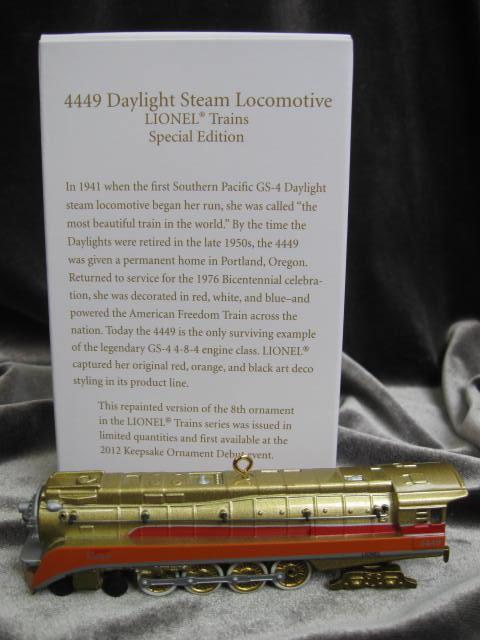 4449 Daylight Steam Locomotive
LIONEL® Trains
Special Edition
In 1941 when the first Southern Pacific GS-4 Daylight
steam locomotive began her run, she was called "the
most beautiful train in the world." By the time the
Daylights were retired in the late 1950s, the 4449
was given a permanent home in Portland, Oregon.
Returned to service for the 1976 Bicentennial celebra-
tion, she was decorated in red, white, and blue–and
powered the American Freedom Train across the
nation. Today the 4449 is the only surviving example
of the legendary GS-4 4-8-4 engine class. LIONEL®
captured her original red, orange, and black art deco
styling in its product line.
This repainted version of the 8th ornament
in the LIONEL® Trains series was issued in
limited quantities and first available at the
2012 Keepsake Ornament Debut event.
4449
LIONEL